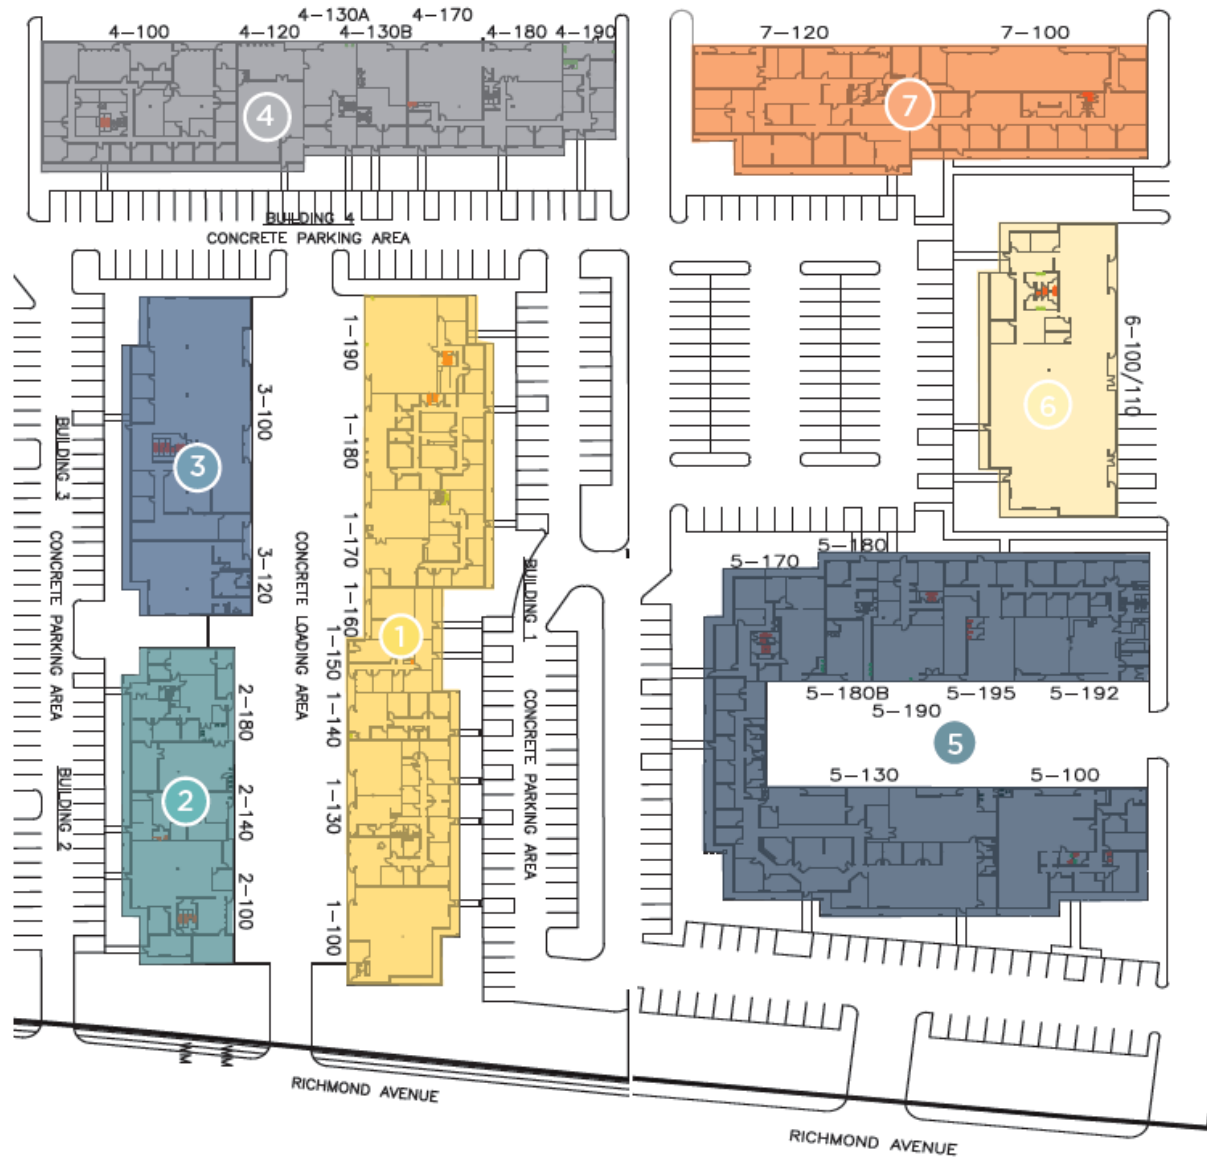 4-130A
4-170
4-100
4-120
4-130B
4-180
4-190
7-120
7-100
4
7
BUILDING 4
CONCRETE PARKING AREA
1-190
6-100/110
3-100
6
1-180
BUILDING 3
3
CONCRETE PARKING AREA
CONCRETE LOADING AREA
1-170
5-180
5-170
3-120
BUILDING 1
1-160
1
1-150
2-180
1-140
5-180B
5-195
5-192
5-190
5
CONCRETE PARKING AREA
BUILDING 2
2
2-140
1-130
5-130
5-100
2-100
1-100
WM
WM
RICHMOND AVENUE
RICHMOND AVENUE